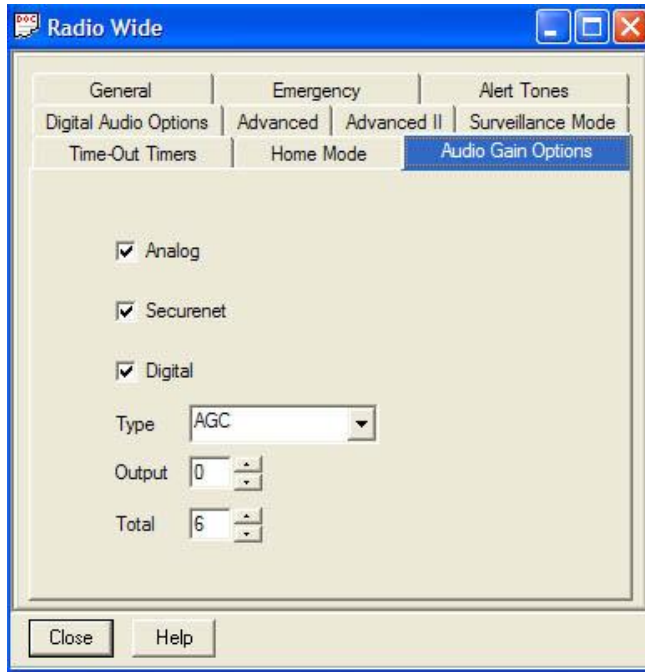 DOC
Radio Wide
General Emergency Alert Tones
Digital Audio Options Advanced Advanced II Surveillance Mode
Time-Out Timers Home Mode Audio Gain Options
Analog
Securenet
Digital
Type AGC
Output 0
Total 6
Close Help